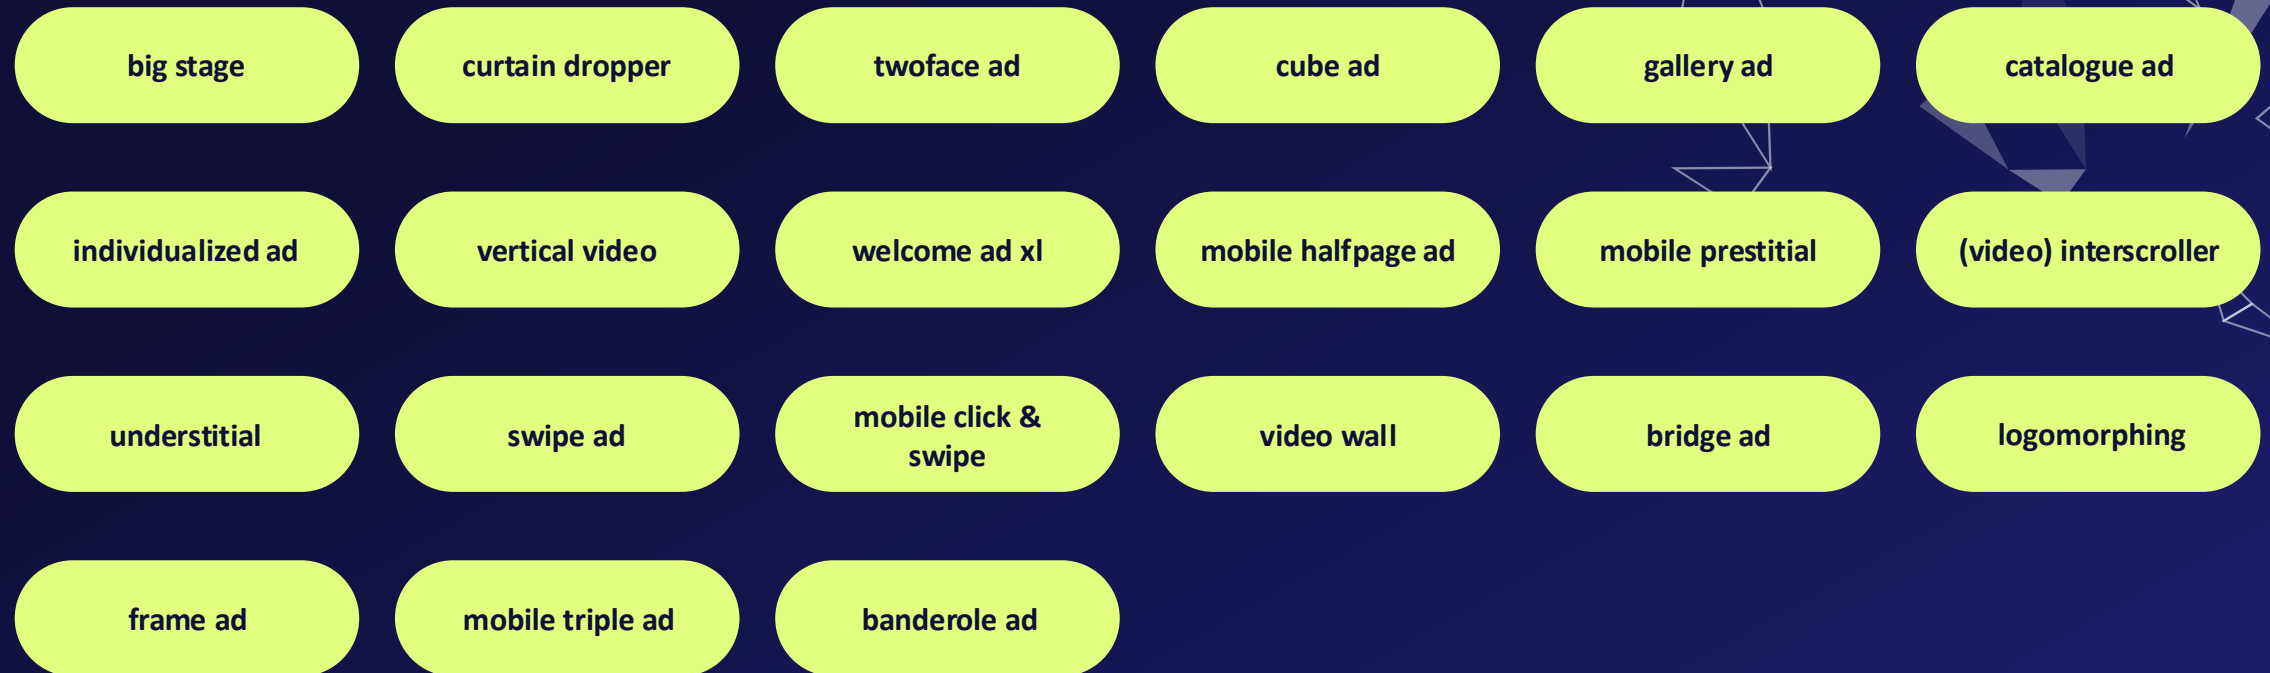 big stage
curtain dropper
twoface ad
cube ad
gallery ad
catalogue ad
individualized ad
vertical video
welcome ad xl
mobile halfpage ad
mobile prestitial
(video) interscroller
understitial
swipe ad
mobile click &
swipe
video wall
bridge ad
logomorphing
frame ad
mobile triple ad
banderole ad